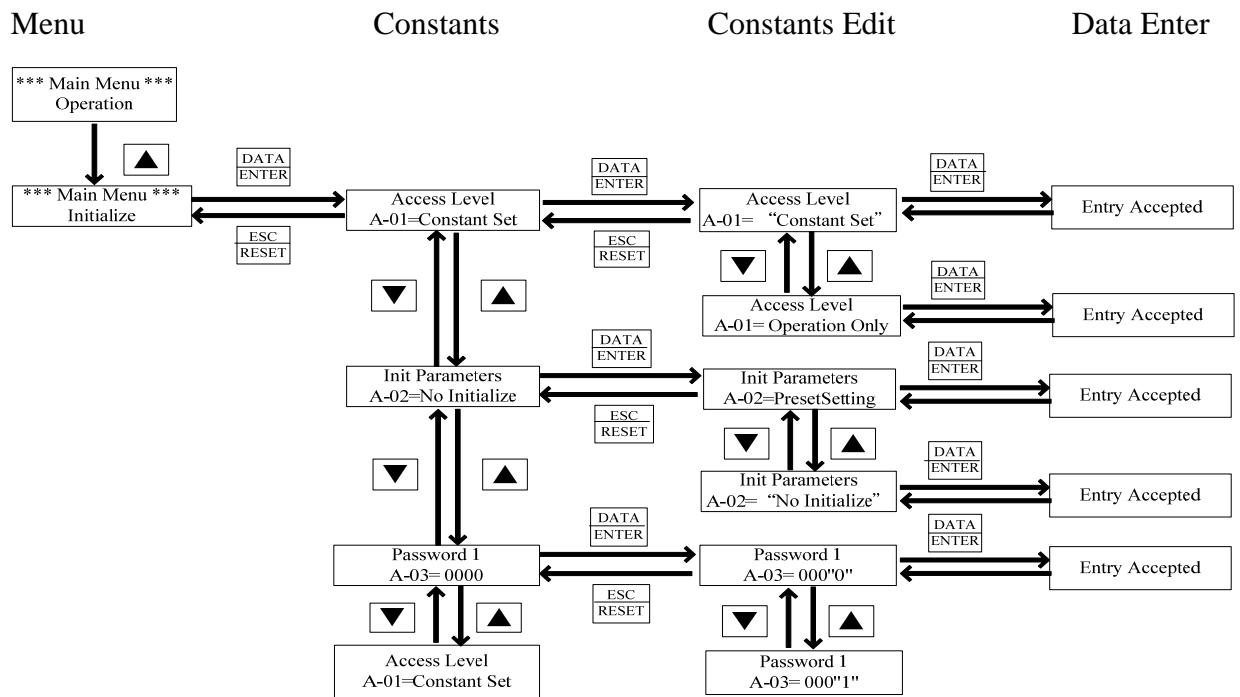 Menu
Constants
Constants Edit
Data Enter
*** Main Menu ***
Operation
DATA
ENTER
DATA
ENTER
DATA
ENTER
*** Main Menu ***
Initialize
Access Level
A-01=Constant Set
Access Level
A-01= “Constant Set”
Entry Accepted
ESC
RESET
ESC
RESET
DATA
ENTER
Access Level
A-01= Operation Only
Entry Accepted
DATA
ENTER
DATA
ENTER
Init Parameters
A-02=No Initialize
Init Parameters
A-02=PresetSetting
Entry Accepted
ESC
RESET
DATA
ENTER
Init Parameters
A-02= “No Initialize”
Entry Accepted
DATA
ENTER
DATA
ENTER
Password 1
A-03= 0000
Password 1
A-03= 000"0"
Entry Accepted
ESC
RESET
Access Level
A-01=Constant Set
Password 1
A-03= 000"1"